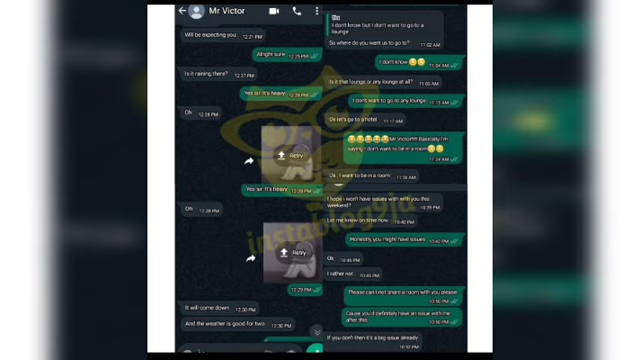 Mr Victor
Will be expecting you
12:21 PM
Alright sure
12:25 PM
Is it raining there?
12:27 PM
Yes sir. It's heavy
12:28 PM
Oh
12:28 PM
Retry
Yes sir. It's heavy
12:28 PM
Oh
12:28 PM
Retry
12:29 PM
It will come down
12:30 PM
And the weather is good for two
12:30 PM
You
I don't know but I don't want to go to a
lounge
So where do you want us to go to?
11:02 AM
I don't know
11:04 AM
Is it that lounge or any lounge at all?
11:05 AM
I don't want to go to any lounge
11:15 AM
Ok let's go to a hotel
11:17 AM
Mr Victor!!!! Basically I'm
saying I don't want to be in a room
11:24 AM
Ok, I want to be in a room
11:24 AM
I hope I won't have issues with with you this
weekend?
10:39 PM
Let me know on time now
10:40 PM
Honestly, you might have issues
10:42 PM
Ok
10:45 PM
I rather not
10:45 PM
Please can I not share a room with you please
10:50 PM
Cause you'd definitely have an issue with me
after this
10:50 PM
If you don't then it's a big issue already
10:52 PM
instablog9ja